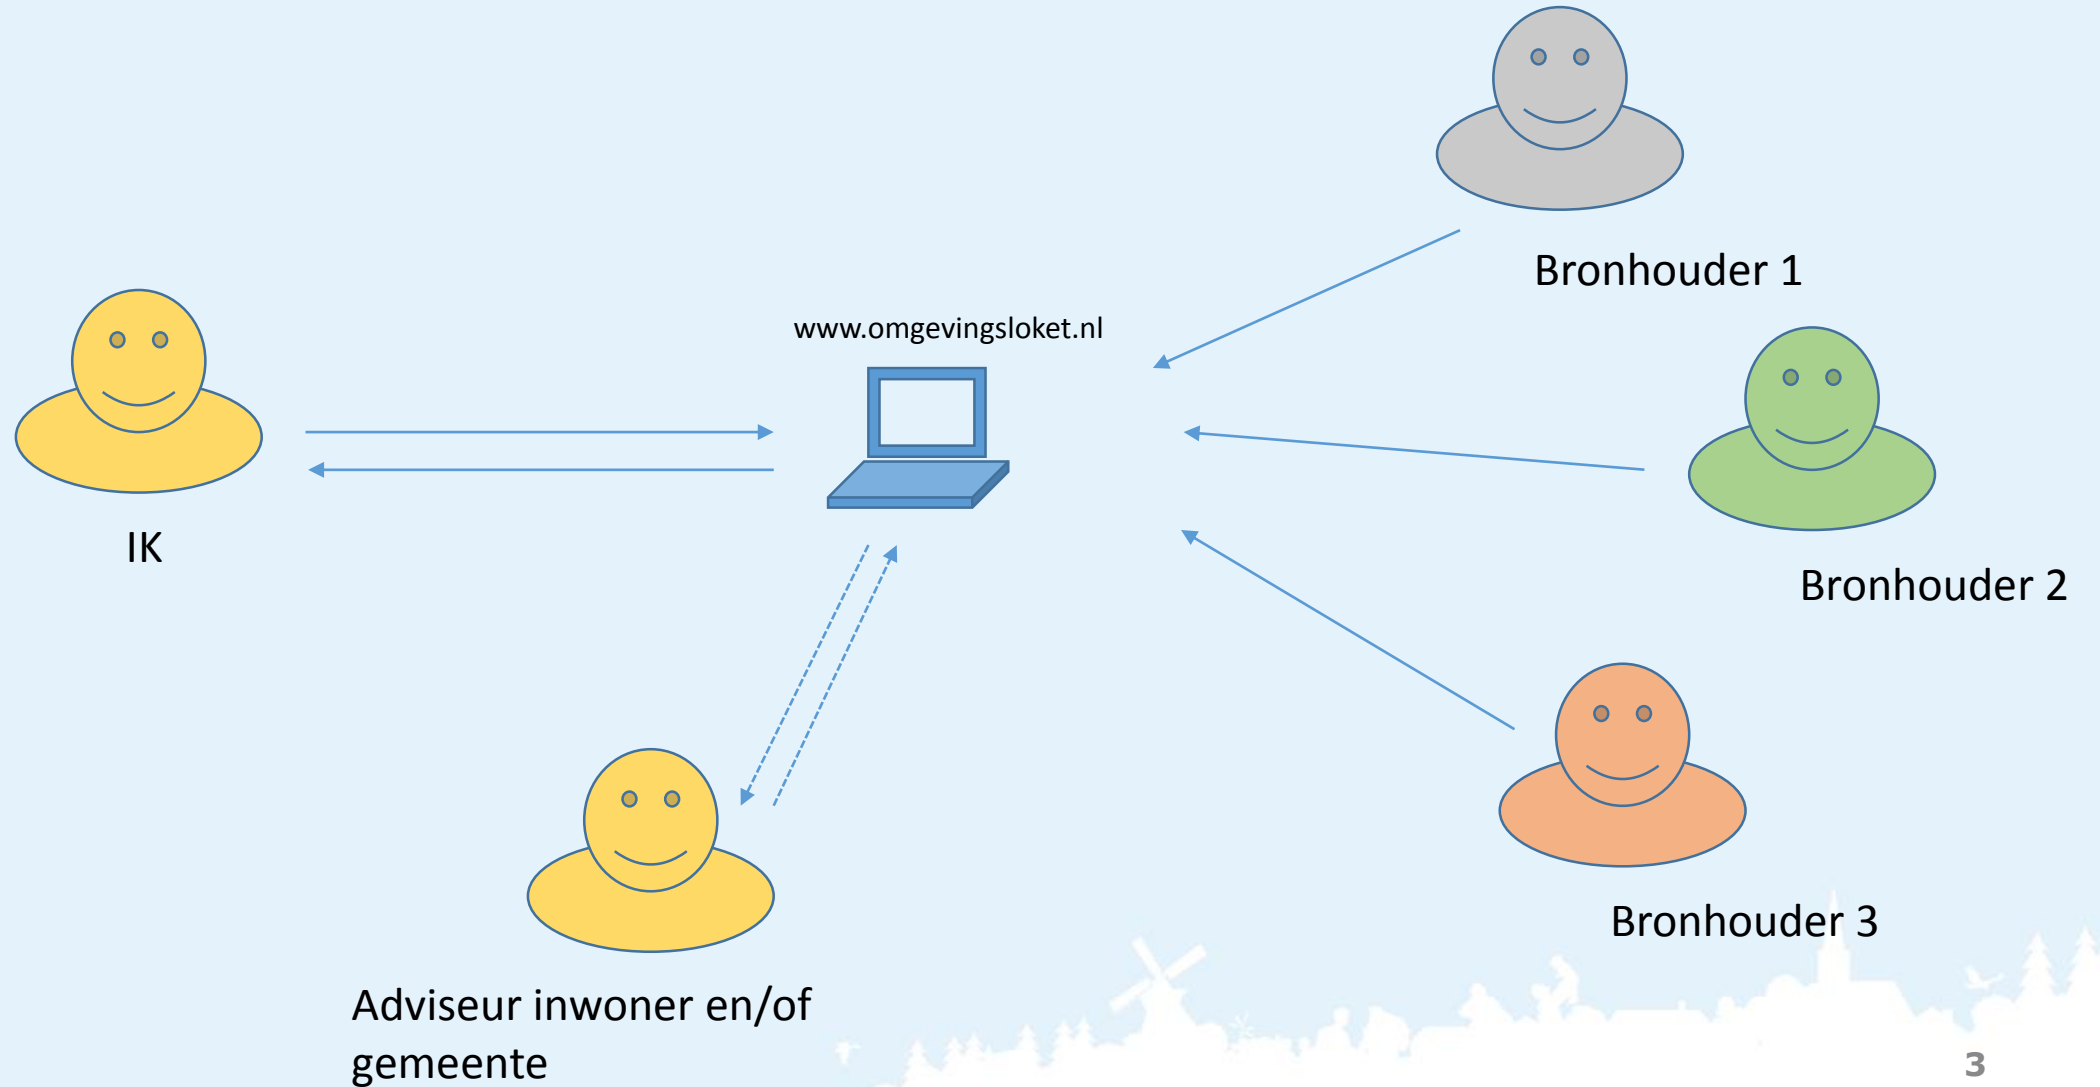 Bronhouder 1
www.omgevingsloket.nl
IK
Bronhouder 2
Bronhouder 3
Adviseur inwoner en/of
gemeente
3